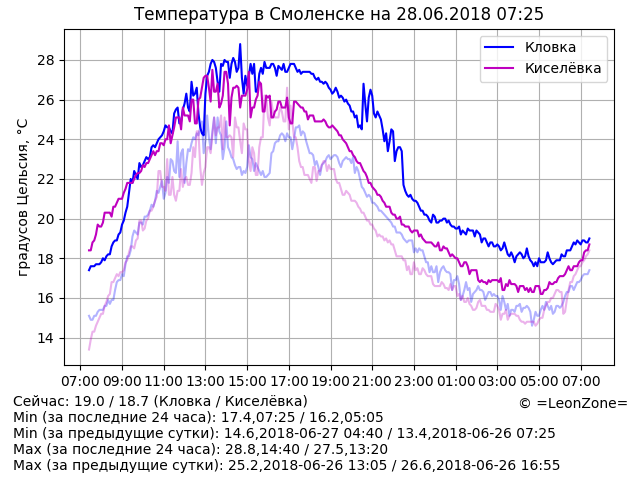 Температура в Смоленске на 28.06.2018 07:25
Кловка
Киселёвка
градусов Цельсия, °C
28
26
24
22
20
18
16
14
07:00 09:00 11:00 13:00 15:00 17:00 19:00 21:00 23:00 01:00 03:00 05:00 07:00
Сейчас: 19.0 / 18.7 (Кловка / Киселёвка)
© =LeonZone=
Min (за последние 24 часа): 17.4,07:25 / 16.2,05:05
Min (за предыдущие сутки): 14.6,2018-06-27 04:40 / 13.4,2018-06-26 07:25
Max (за последние 24 часа): 28.8,14:40 / 27.5,13:20
Max (за предыдущие сутки): 25.2,2018-06-26 13:05 / 26.6,2018-06-26 16:55